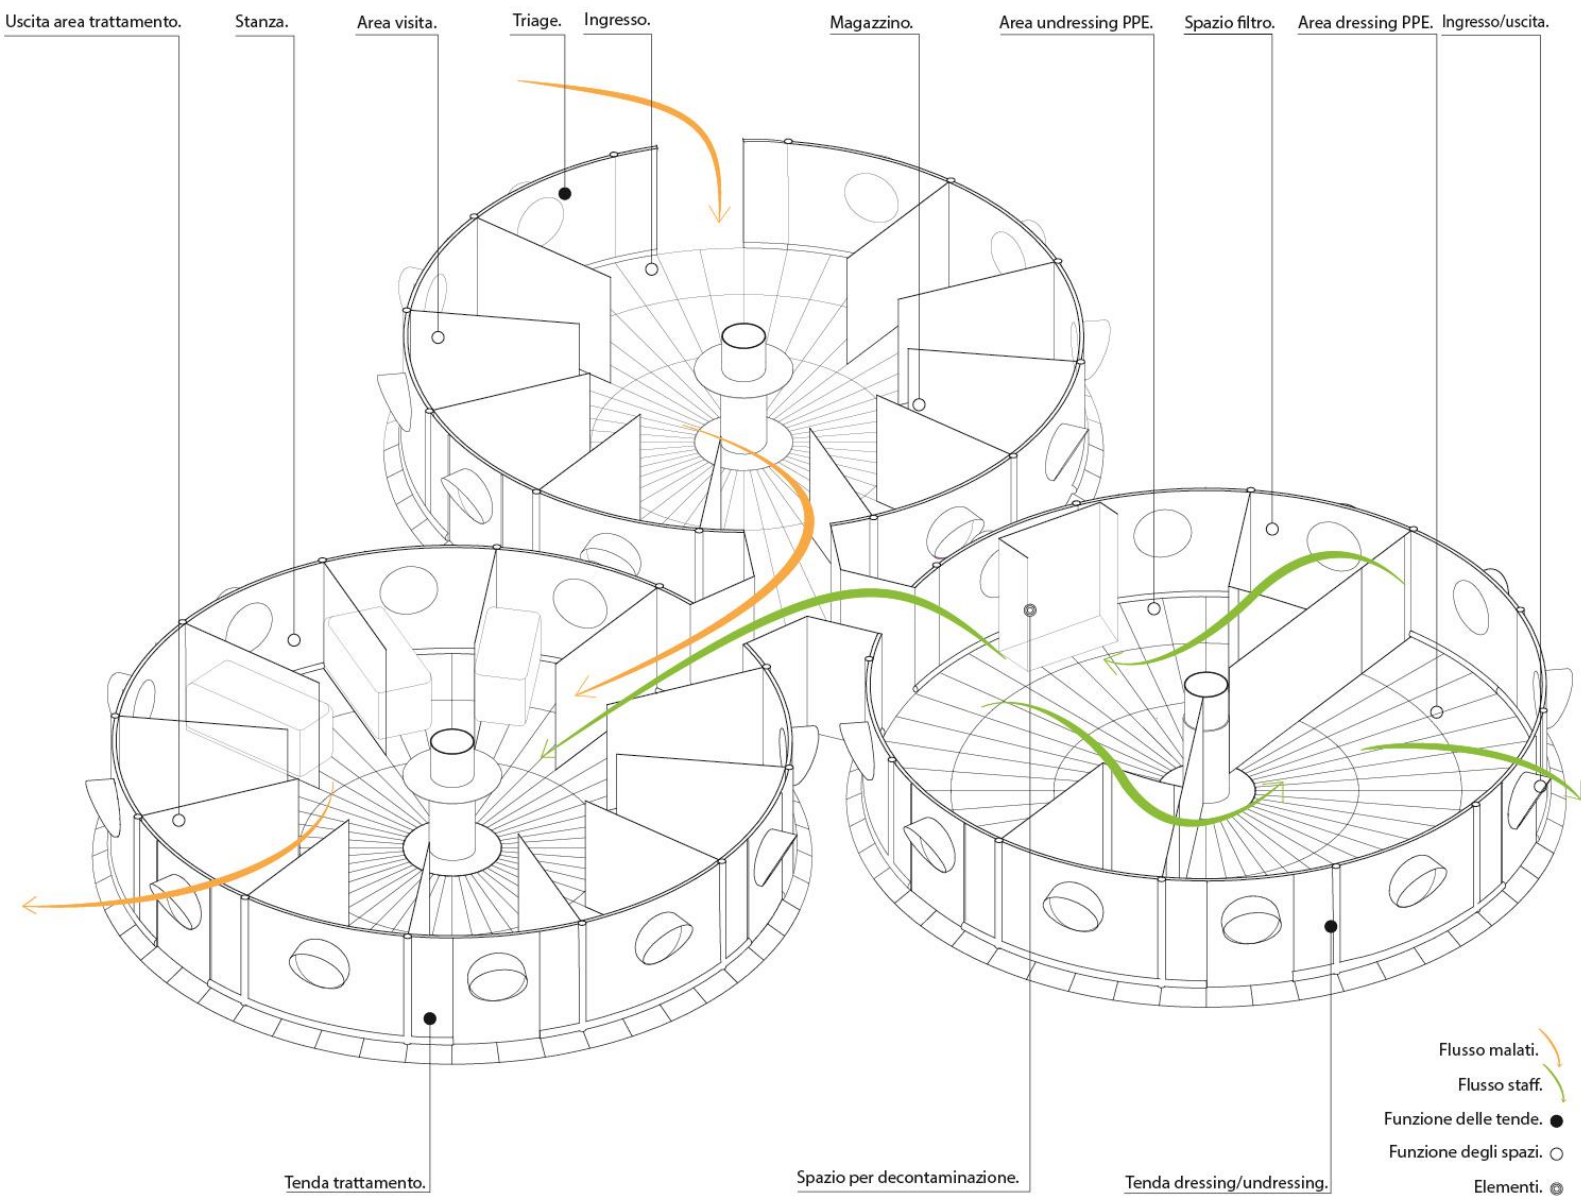 Uscita area trattamento.
Stanza.
Area visita.
Triage.
Ingresso.
Magazzino.
Area undressing PPE.
Spazio filtro.
Area dressing PPE.
Ingresso/uscita.
Flusso malati.
Flusso staff.
Funzione delle tende.
Funzione degli spazi.
Elementi.
Tenda trattamento.
Spazio per decontaminazione.
Tenda dressing/undressing.